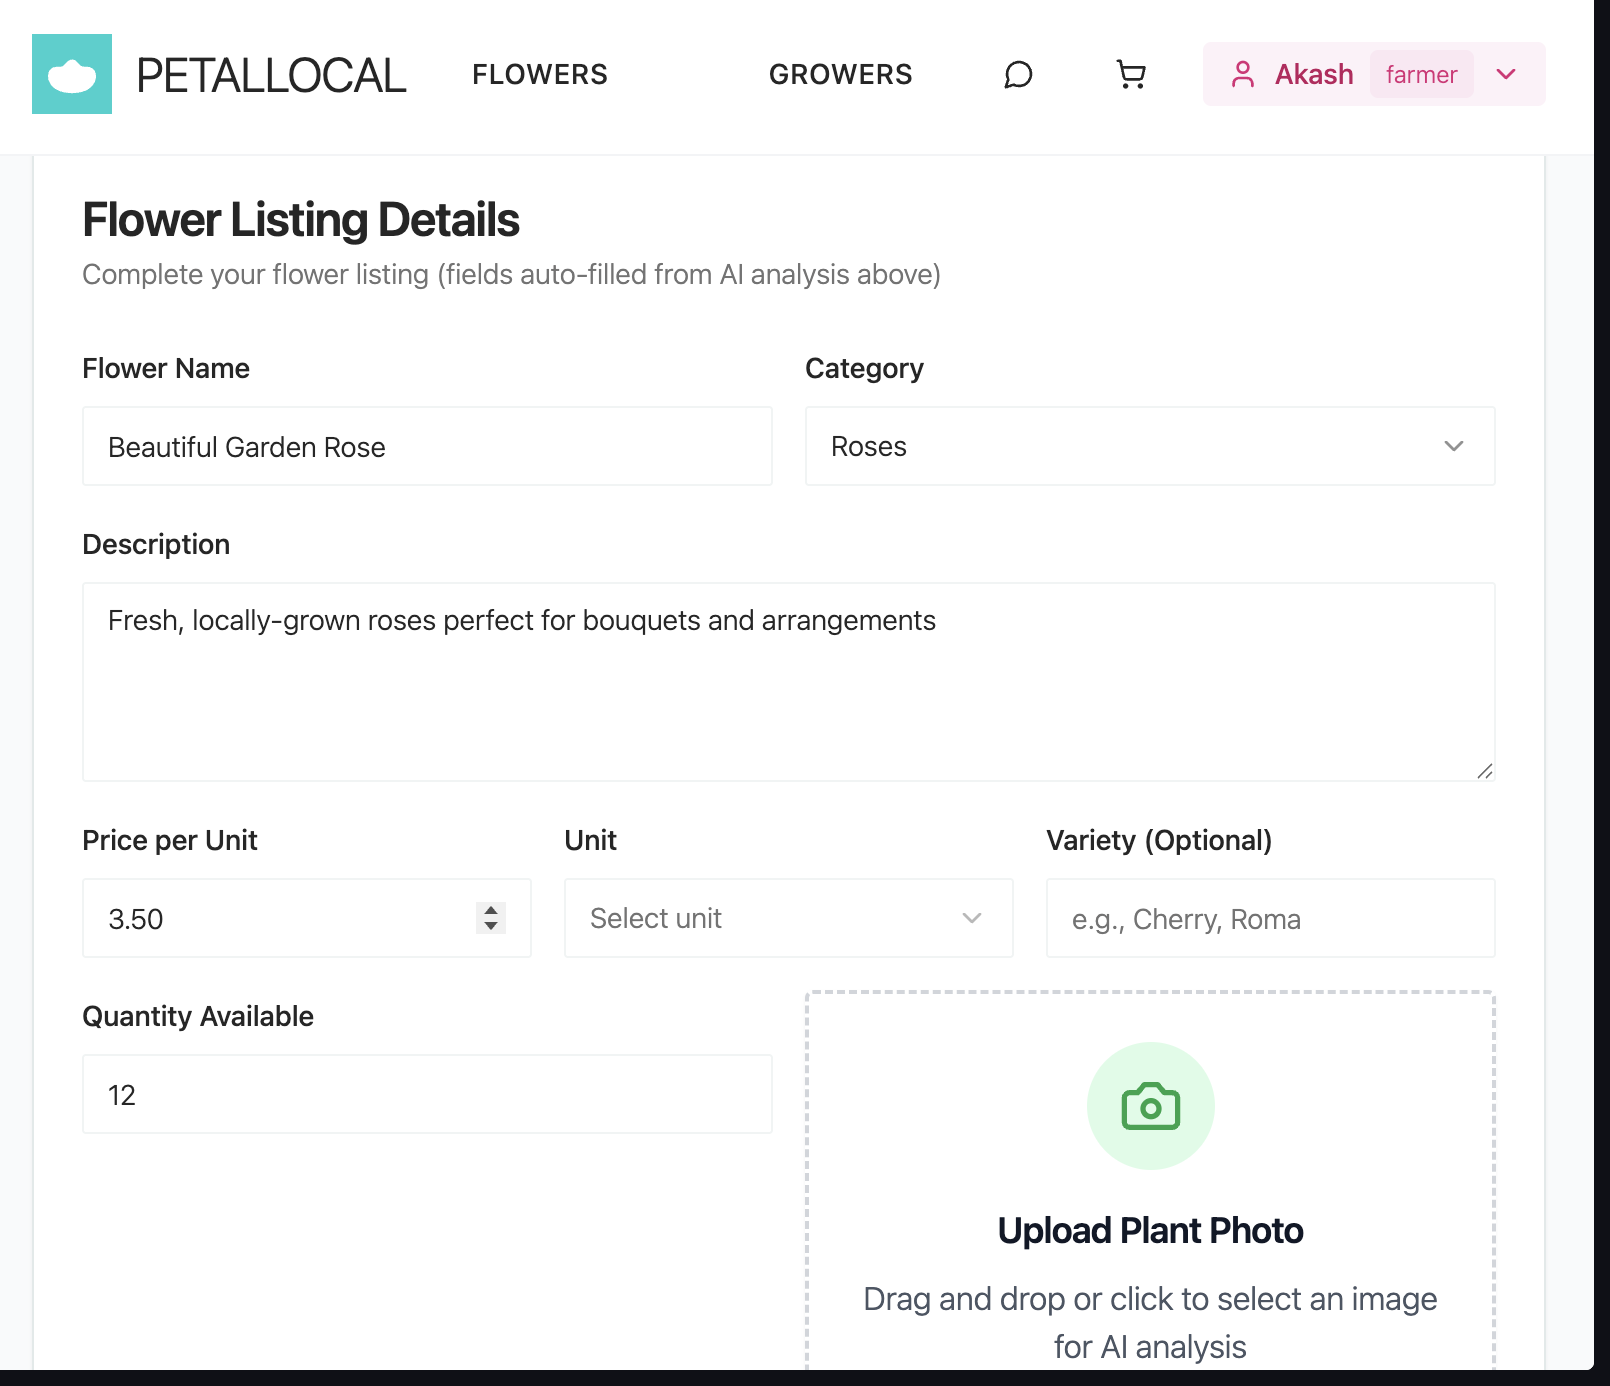 PETALLOCAL
FLOWERS
GROWERS
Akash
farmer
Flower Listing Details
Complete your flower listing (fields auto-filled from AI analysis above)
Flower Name
Category
Beautiful Garden Rose
Roses
Description
Fresh, locally-grown roses perfect for bouquets and arrangements
Price per Unit
Unit
Variety (Optional)
3.50
Select unit
e.g., Cherry, Roma
Quantity Available
12
Upload Plant Photo
Drag and drop or click to select an image
for AI analysis